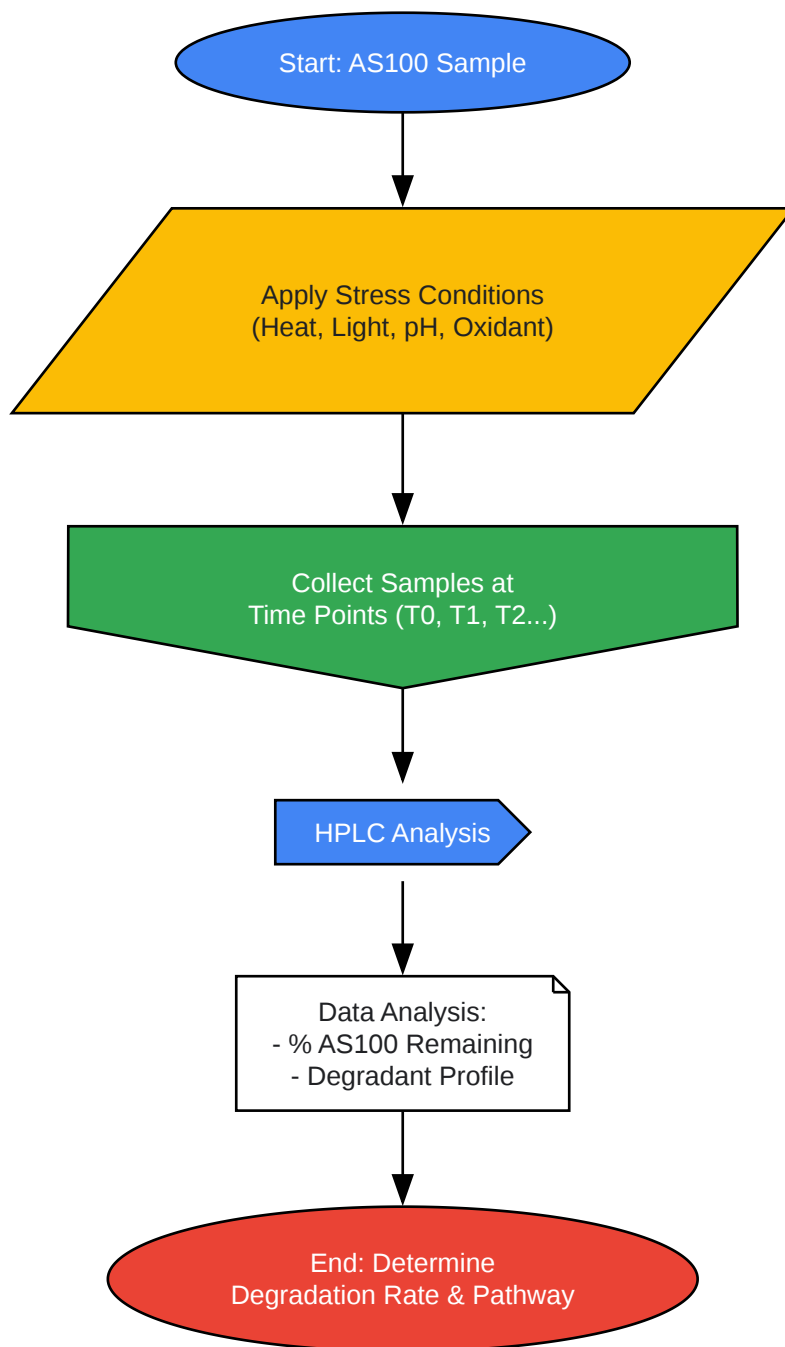 Start: AS100 Sample
Apply Stress Conditions
(Heat, Light, pH, Oxidant)
Collect Samples at
Time Points (T0, T1, T2...)
HPLC Analysis
Data Analysis:
- % AS100 Remaining
- Degradant Profile
End: Determine
Degradation Rate & Pathway